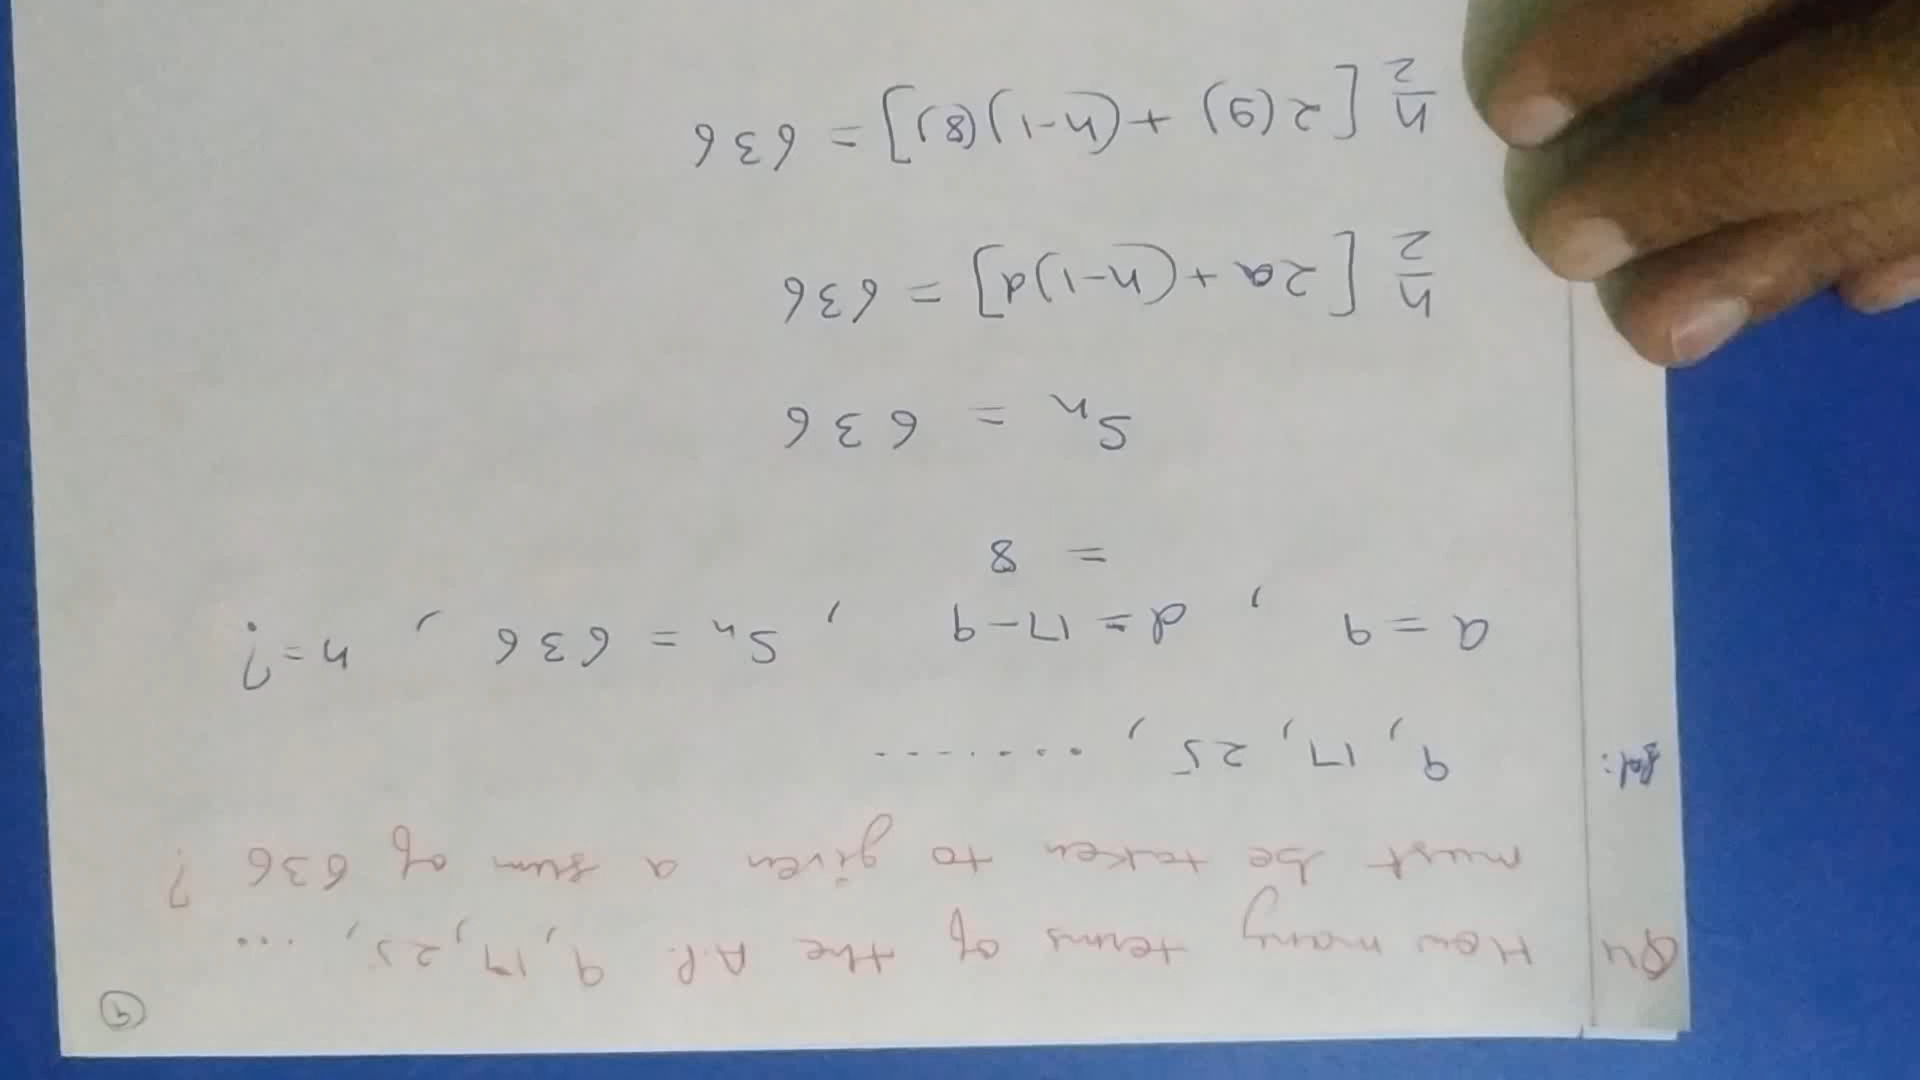 9
Q4 How many terms of the A.P. 9, 17, 25, ...
must be taken to given a sum of 636 ?
Sol: 9, 17, 25, ........
a = 9 , d = 17-9 , Sn = 636 , n = ?
= 8
Sn = 636
n/2 [2a + (n-1)d] = 636
n/2 [2(9) + (n-1)(8)] = 636